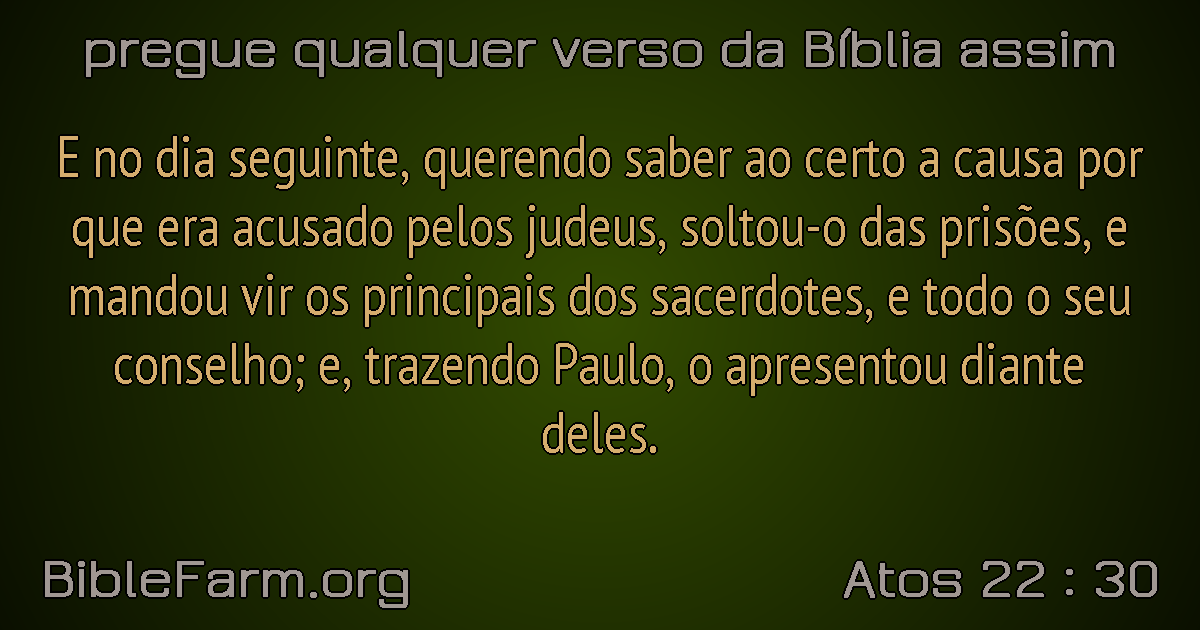 pregue qualquer verso da Bíblia assim
E no dia seguinte, querendo saber ao certo a causa por
que era acusado pelos judeus, soltou-o das prisões, e
mandou vir os principais dos sacerdotes, e todo o seu
conselho; e, trazendo Paulo, o apresentou diante
deles.
BibleFarm.org
Atos 22 : 30